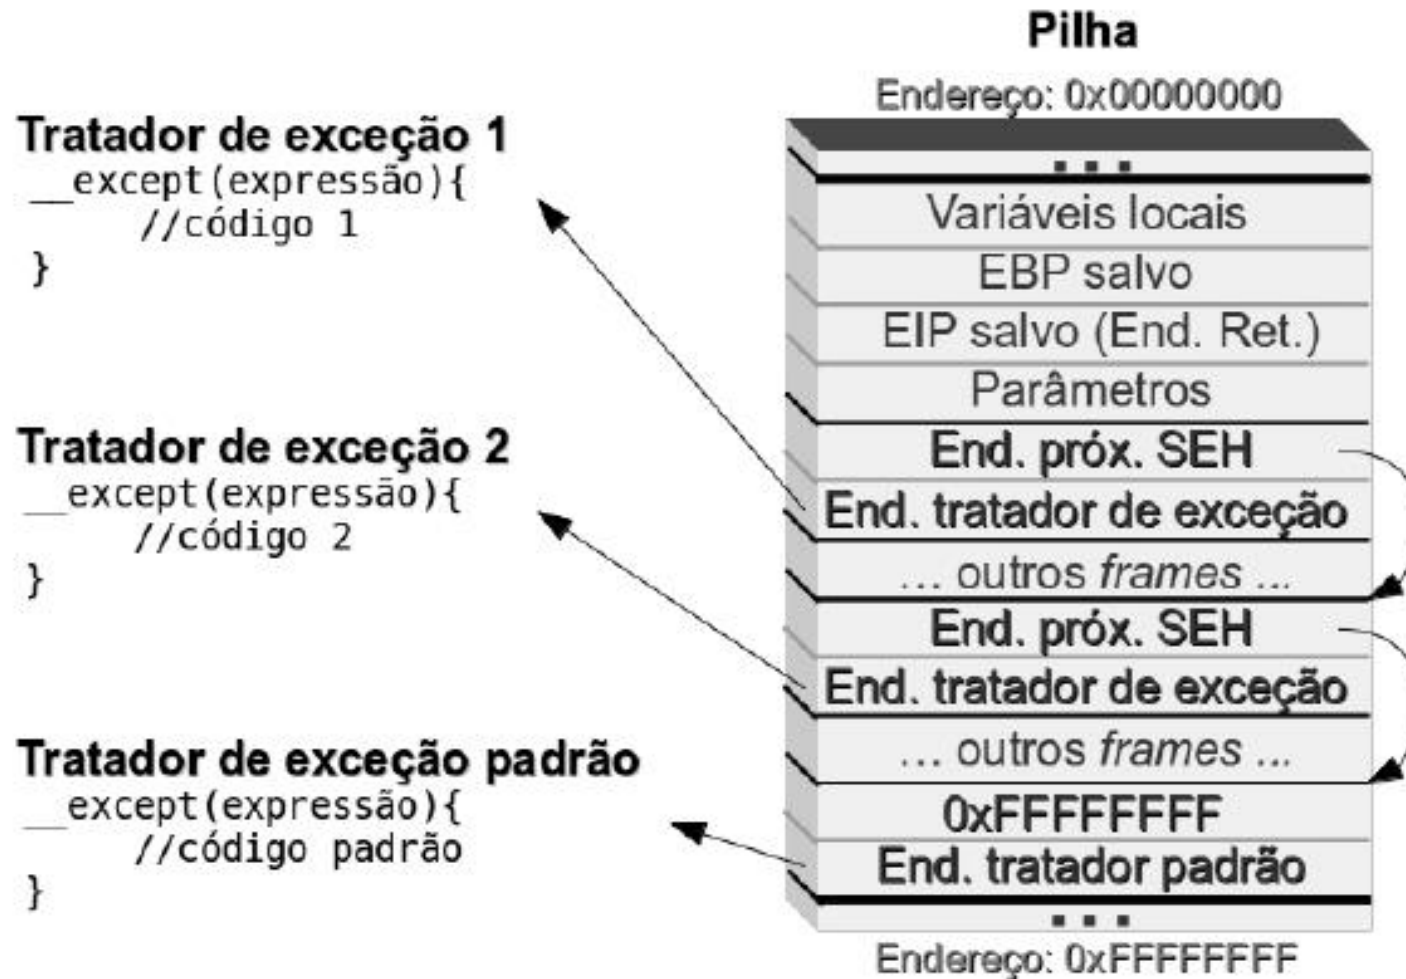 Tratador de exceção 1
__except(expressão){
//código 1
}
Tratador de exceção 2
__except(expressão){
//código 2
}
Tratador de exceção padrão
__except(expressão){
//código padrão
}
Pilha
Endereço: 0x00000000
...
Variáveis locais
EBP salvo
EIP salvo (End. Ret.)
Parâmetros
End. próx. SEH
End. tratador de exceção
... outros frames ...
End. próx. SEH
End. tratador de exceção
... outros frames ...
0xFFFFFFFF
End. tratador padrão
...
Endereço: 0xFFFFFFFF